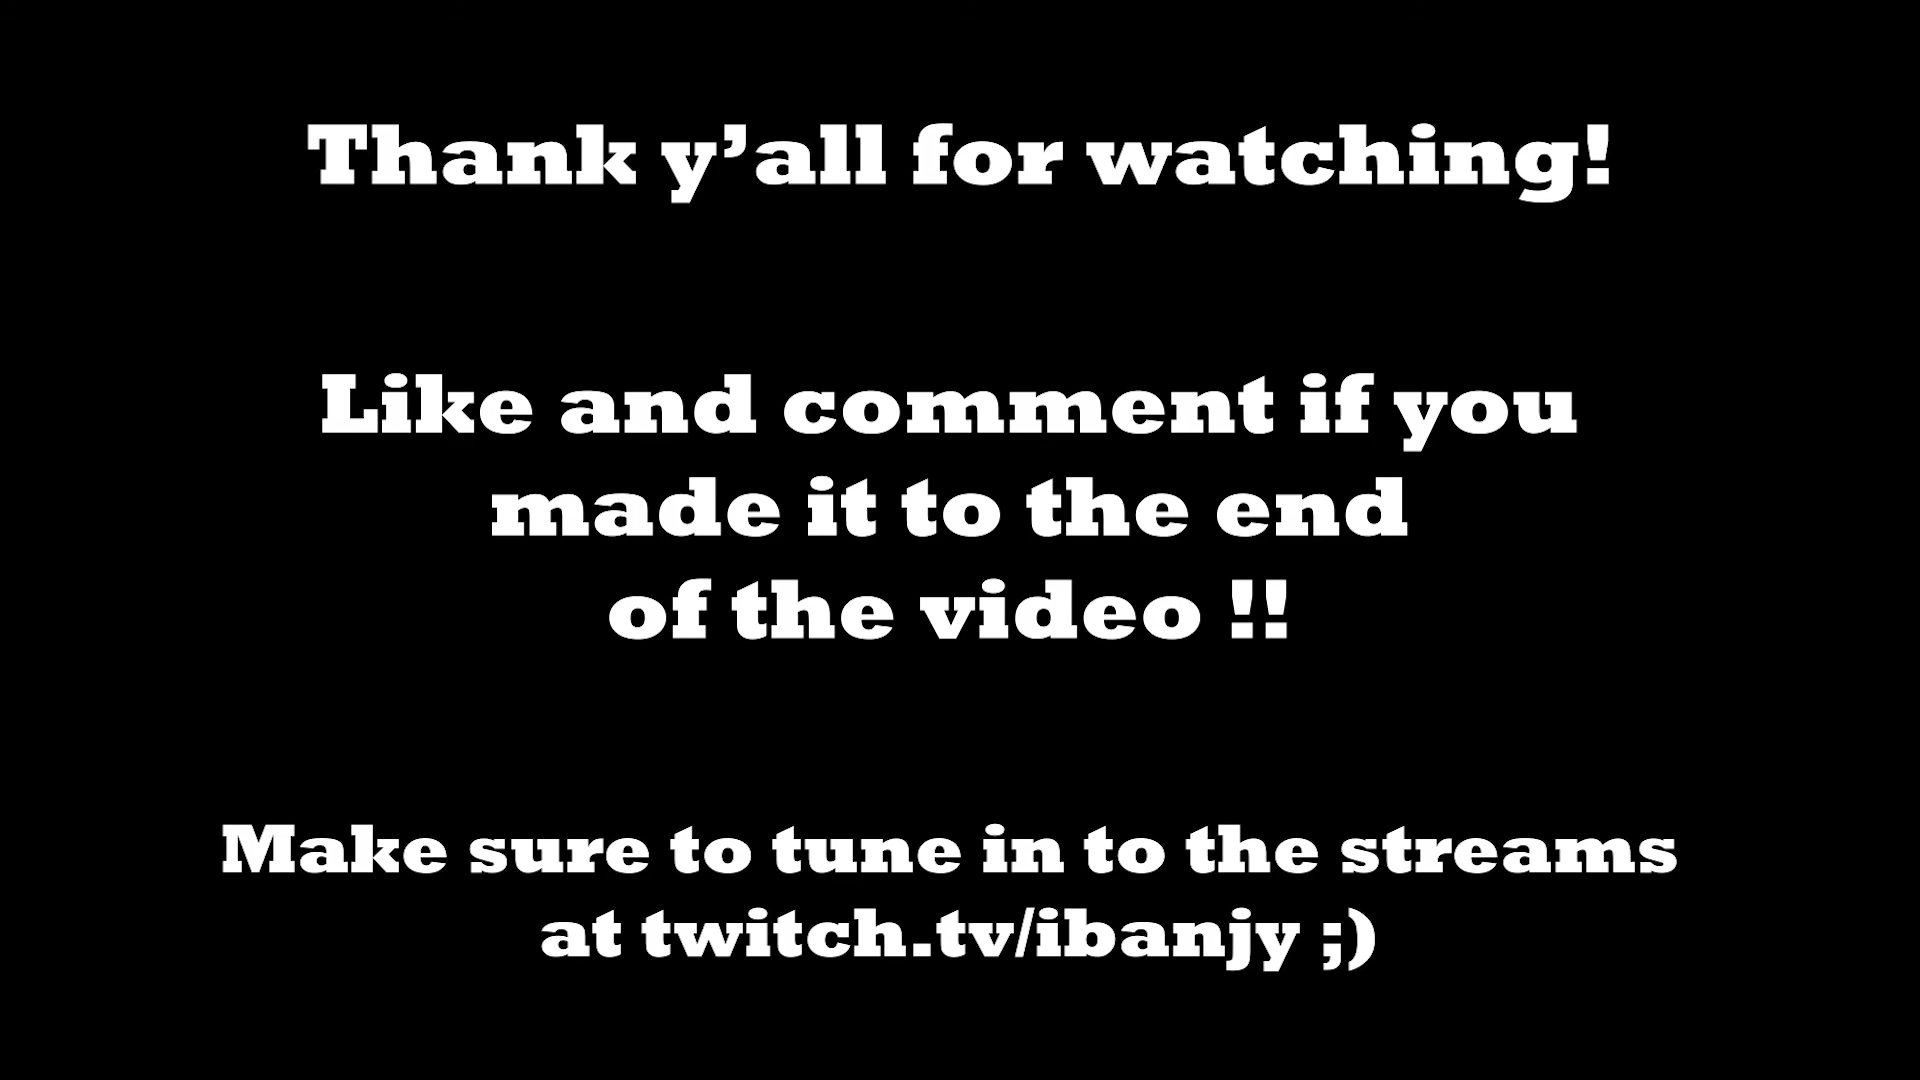 Thank y’all for watching!
Like and comment if you
made it to the end
of the video !!
Make sure to tune in to the streams
at twitch.tv/ibanjy ;)